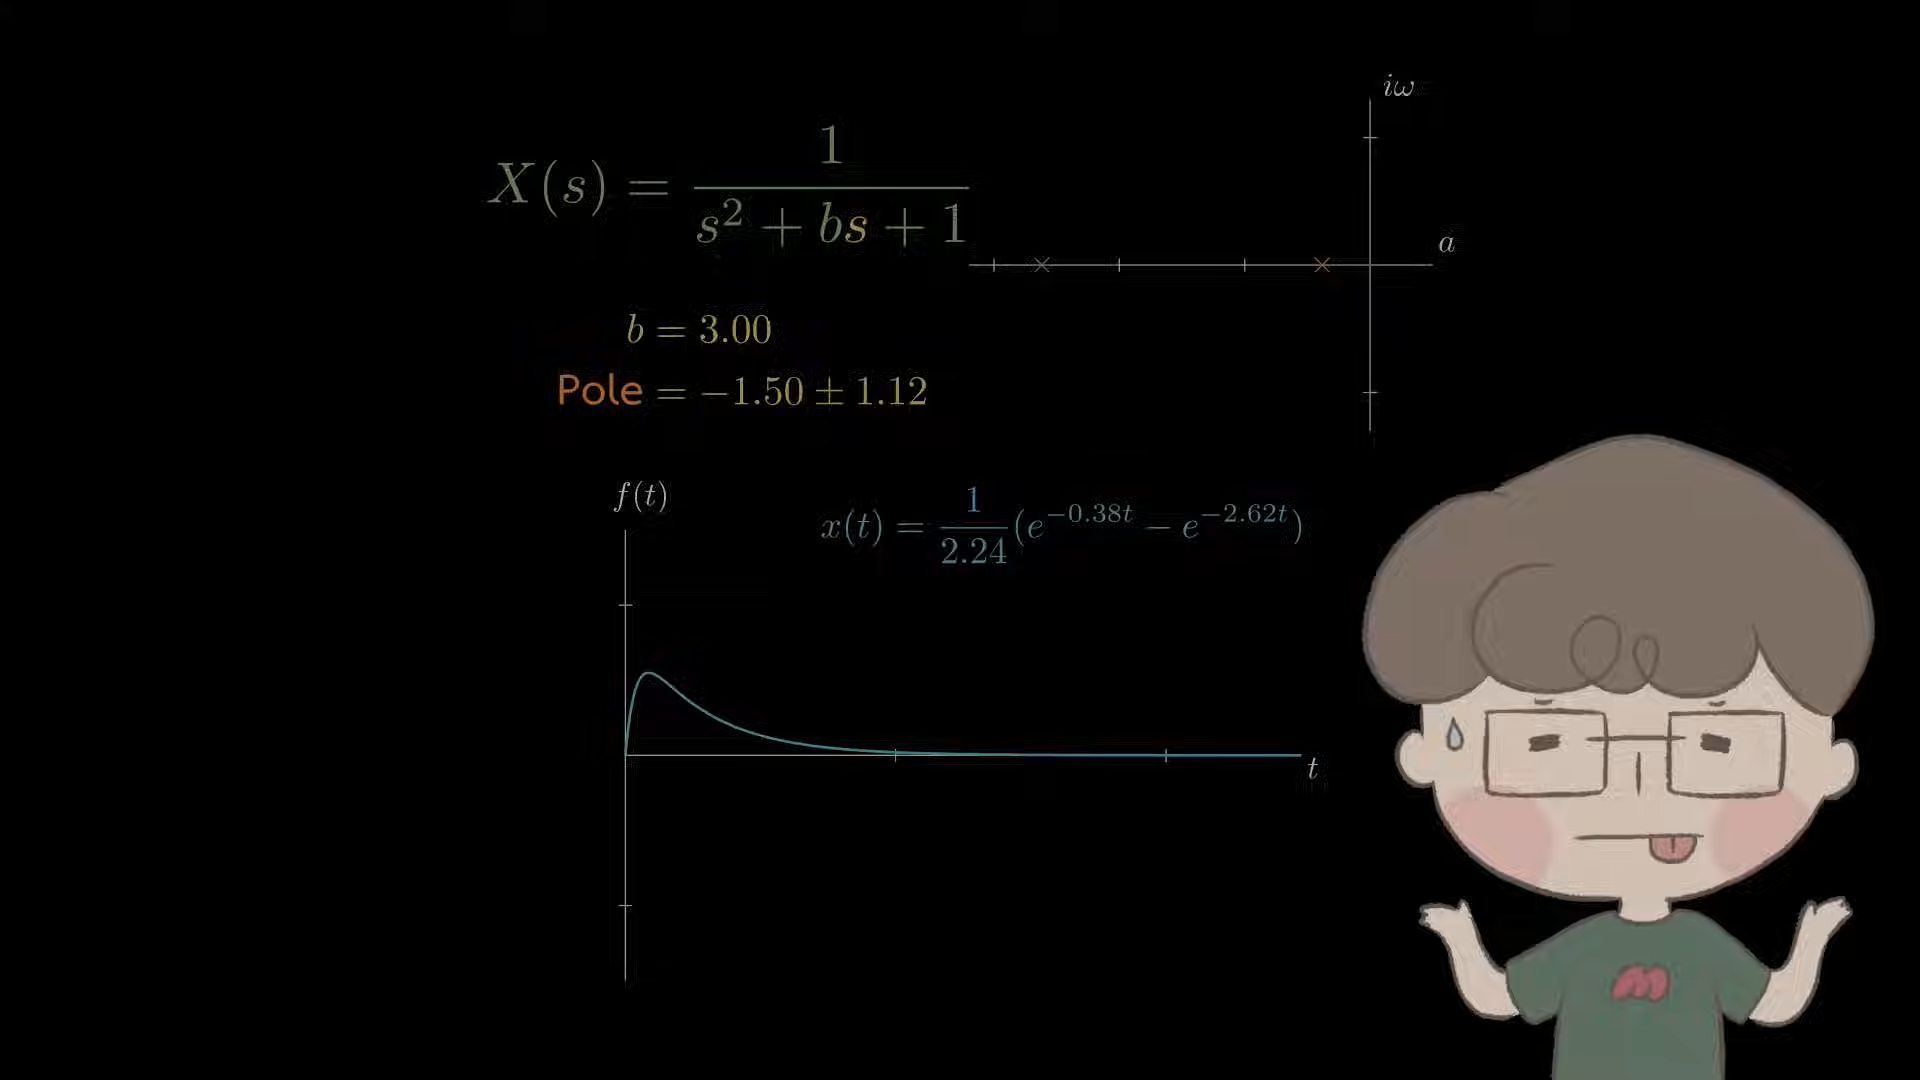 X(s) = 1 / (s² + bs + 1)
iω
a
b = 3.00
Pole = −1.50 ± 1.12
f(t)
x(t) = 1/2.24 (e^{−0.38t} − e^{−2.62t})
t
M